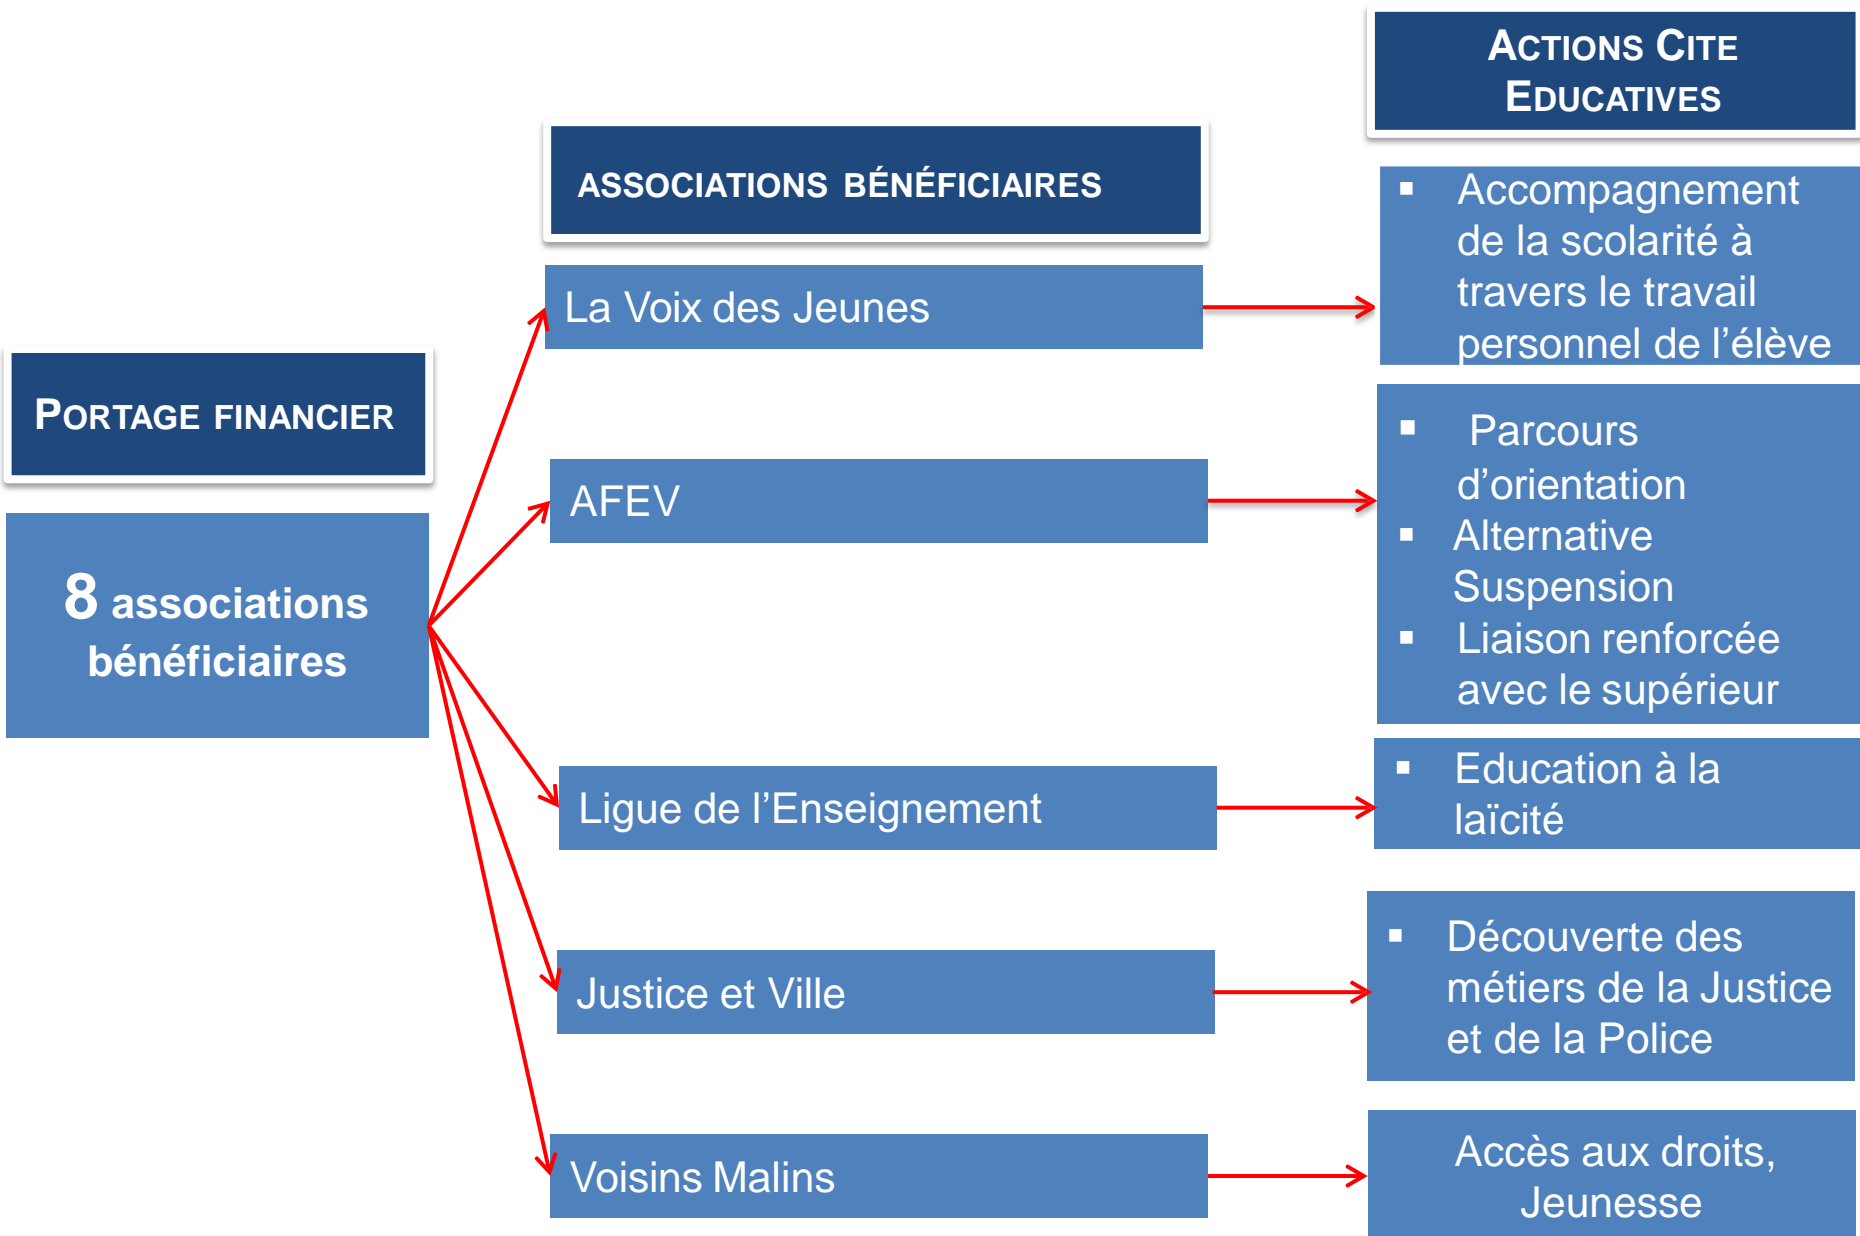 PORTAGE FINANCIER
8 associations
bénéficiaires
ASSOCIATIONS BÉNÉFICIAIRES
La Voix des Jeunes
AFEV
Ligue de l’Enseignement
Justice et Ville
Voisins Malins
ACTIONS CITE
EDUCATIVES
▪ Accompagnement
de la scolarité à
travers le travail
personnel de l’élève
▪ Parcours
d’orientation
▪ Alternative
Suspension
▪ Liaison renforcée
avec le supérieur
▪ Education à la
laïcité
▪ Découverte des
métiers de la Justice
et de la Police
Accès aux droits,
Jeunesse